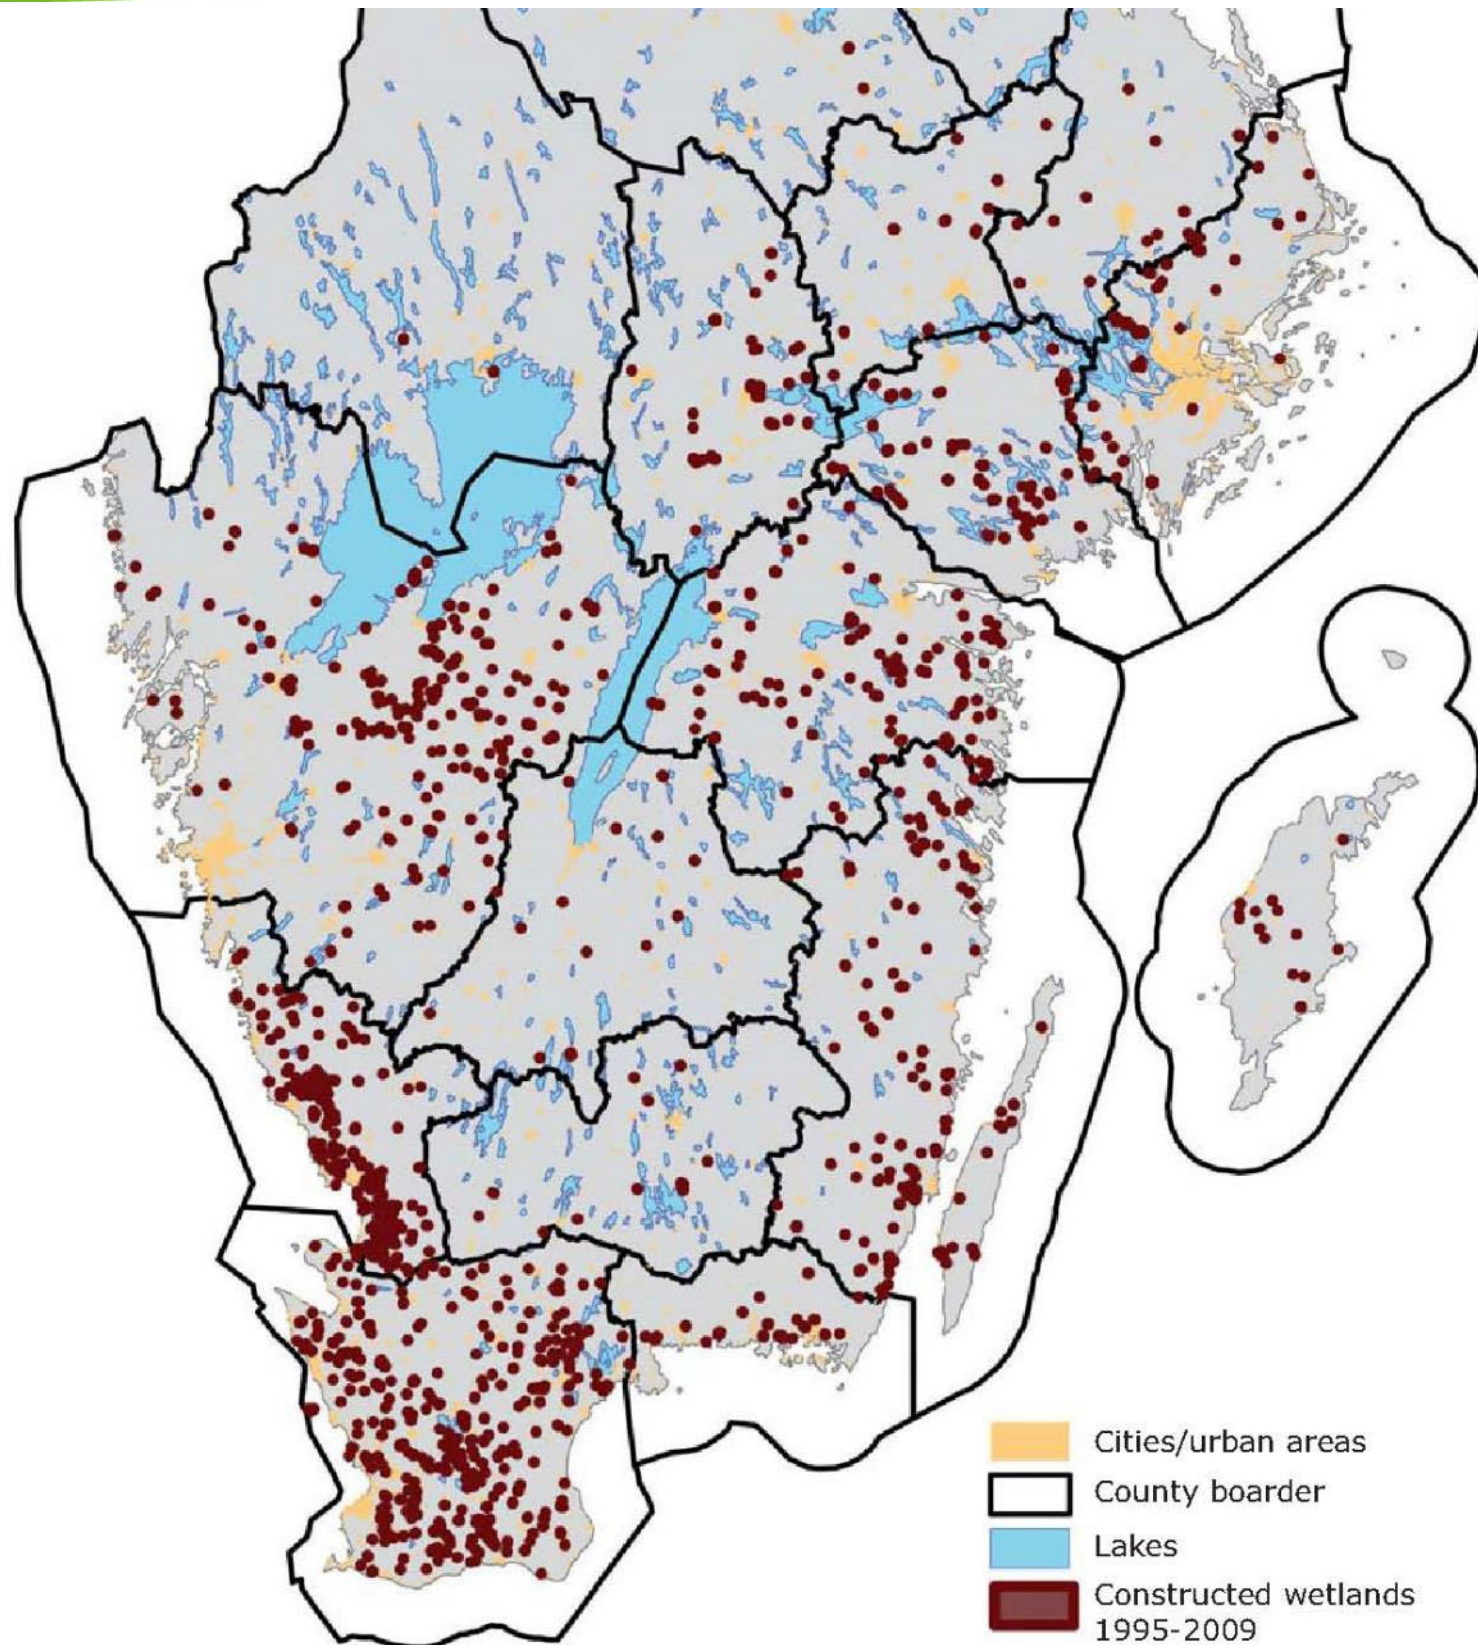 Cities/urban areas
County boarder
Lakes
Constructed wetlands
1995-2009